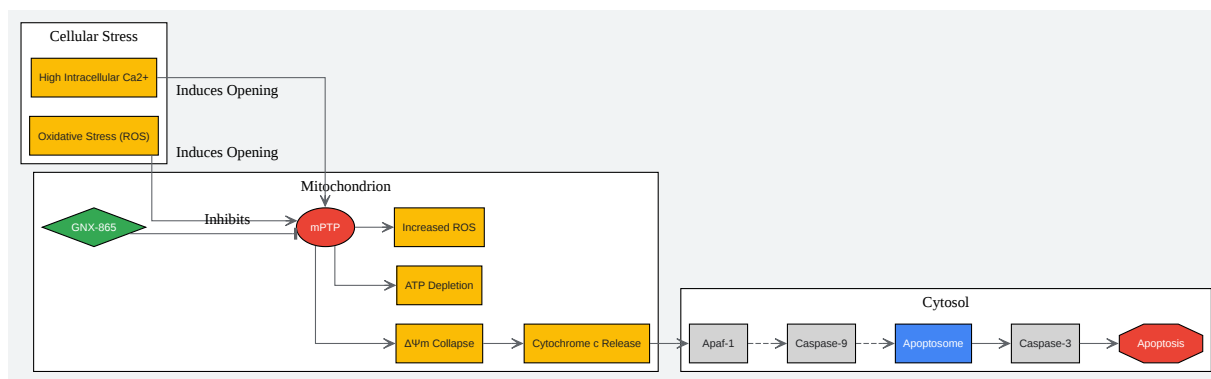 Cellular Stress
High Intracellular Ca2+
Induces Opening
Oxidative Stress (ROS)
Induces Opening
Mitochondrion
GNX-865
Inhibits
mPTP
Increased ROS
ATP Depletion
ΔΨm Collapse
Cytochrome c Release
Cytosol
Apaf-1
Caspase-9
Apoptosome
Caspase-3
Apoptosis